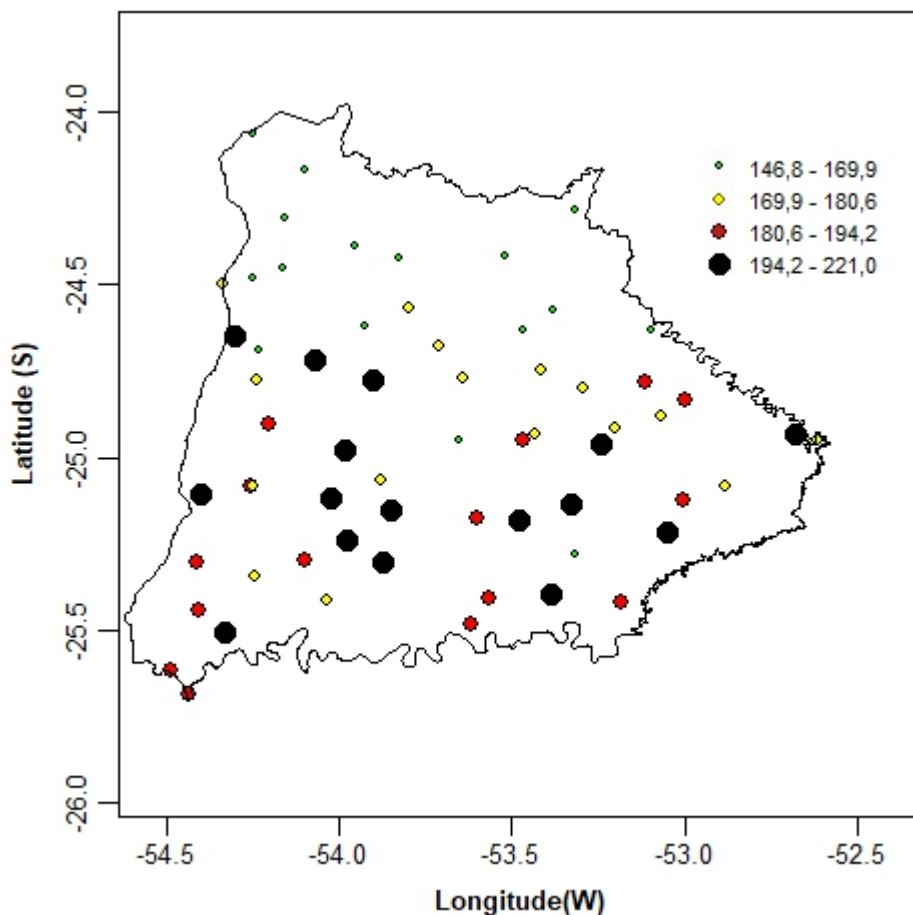 146,8 - 169,9
169,9 - 180,6
180,6 - 194,2
194,2 - 221,0
Latitude (S)
-24.0
-24.5
-25.0
-25.5
-26.0
-54.5 -54.0 -53.5 -53.0 -52.5
Longitude(W)